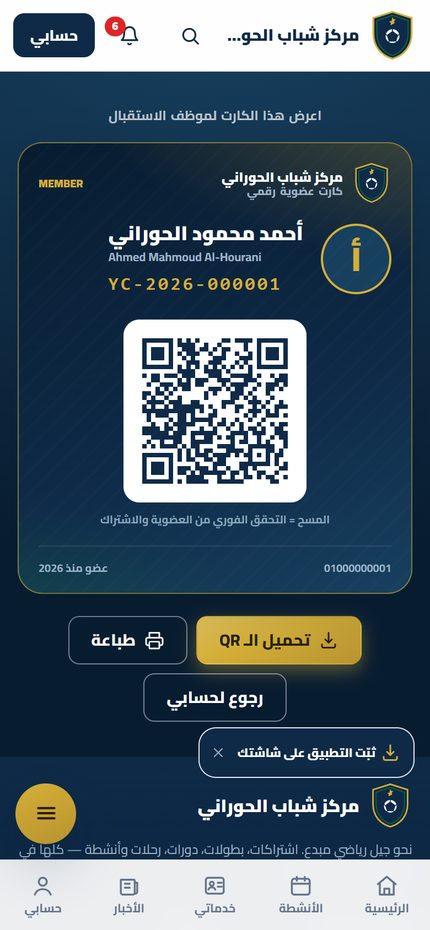 مركز شباب الحو...
6
حسابي
اعرض هذا الكارت لموظف الاستقبال
مركز شباب الحوراني
كارت عضوية رقمي
MEMBER
أ
أحمد محمود الحوراني
Ahmed Mahmoud Al-Hourani
YC-2026-000001
المسح = التحقق الفوري من العضوية والاشتراك
01000000001
عضو منذ 2026
تحميل الـ QR
طباعة
رجوع لحسابي
ثبّت التطبيق على شاشتك
مركز شباب الحوراني
نحو جيل رياضي مبدع. اشتراكات، بطولات، دورات، رحلات وأنشطة — كلها في
الرئيسية
الأنشطة
خدماتي
الأخبار
حسابي